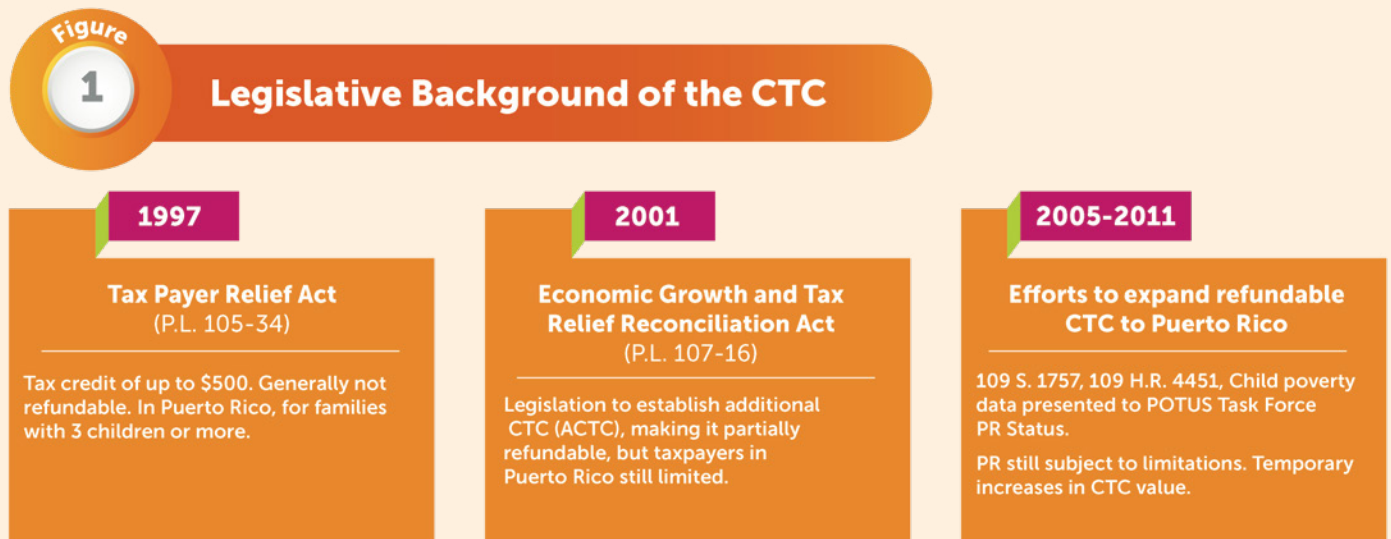 Figure
1
Legislative Background of the CTC
1997
Tax Payer Relief Act
(P.L. 105-34)
Tax credit of up to $500. Generally not
refundable. In Puerto Rico, for families
with 3 children or more.
2001
Economic Growth and Tax
Relief Reconciliation Act
(P.L. 107-16)
Legislation to establish additional
CTC (ACTC), making it partially
refundable, but taxpayers in
Puerto Rico still limited.
2005-2011
Efforts to expand refundable
CTC to Puerto Rico
109 S. 1757, 109 H.R. 4451, Child poverty
data presented to POTUS Task Force
PR Status.
PR still subject to limitations. Temporary
increases in CTC value.